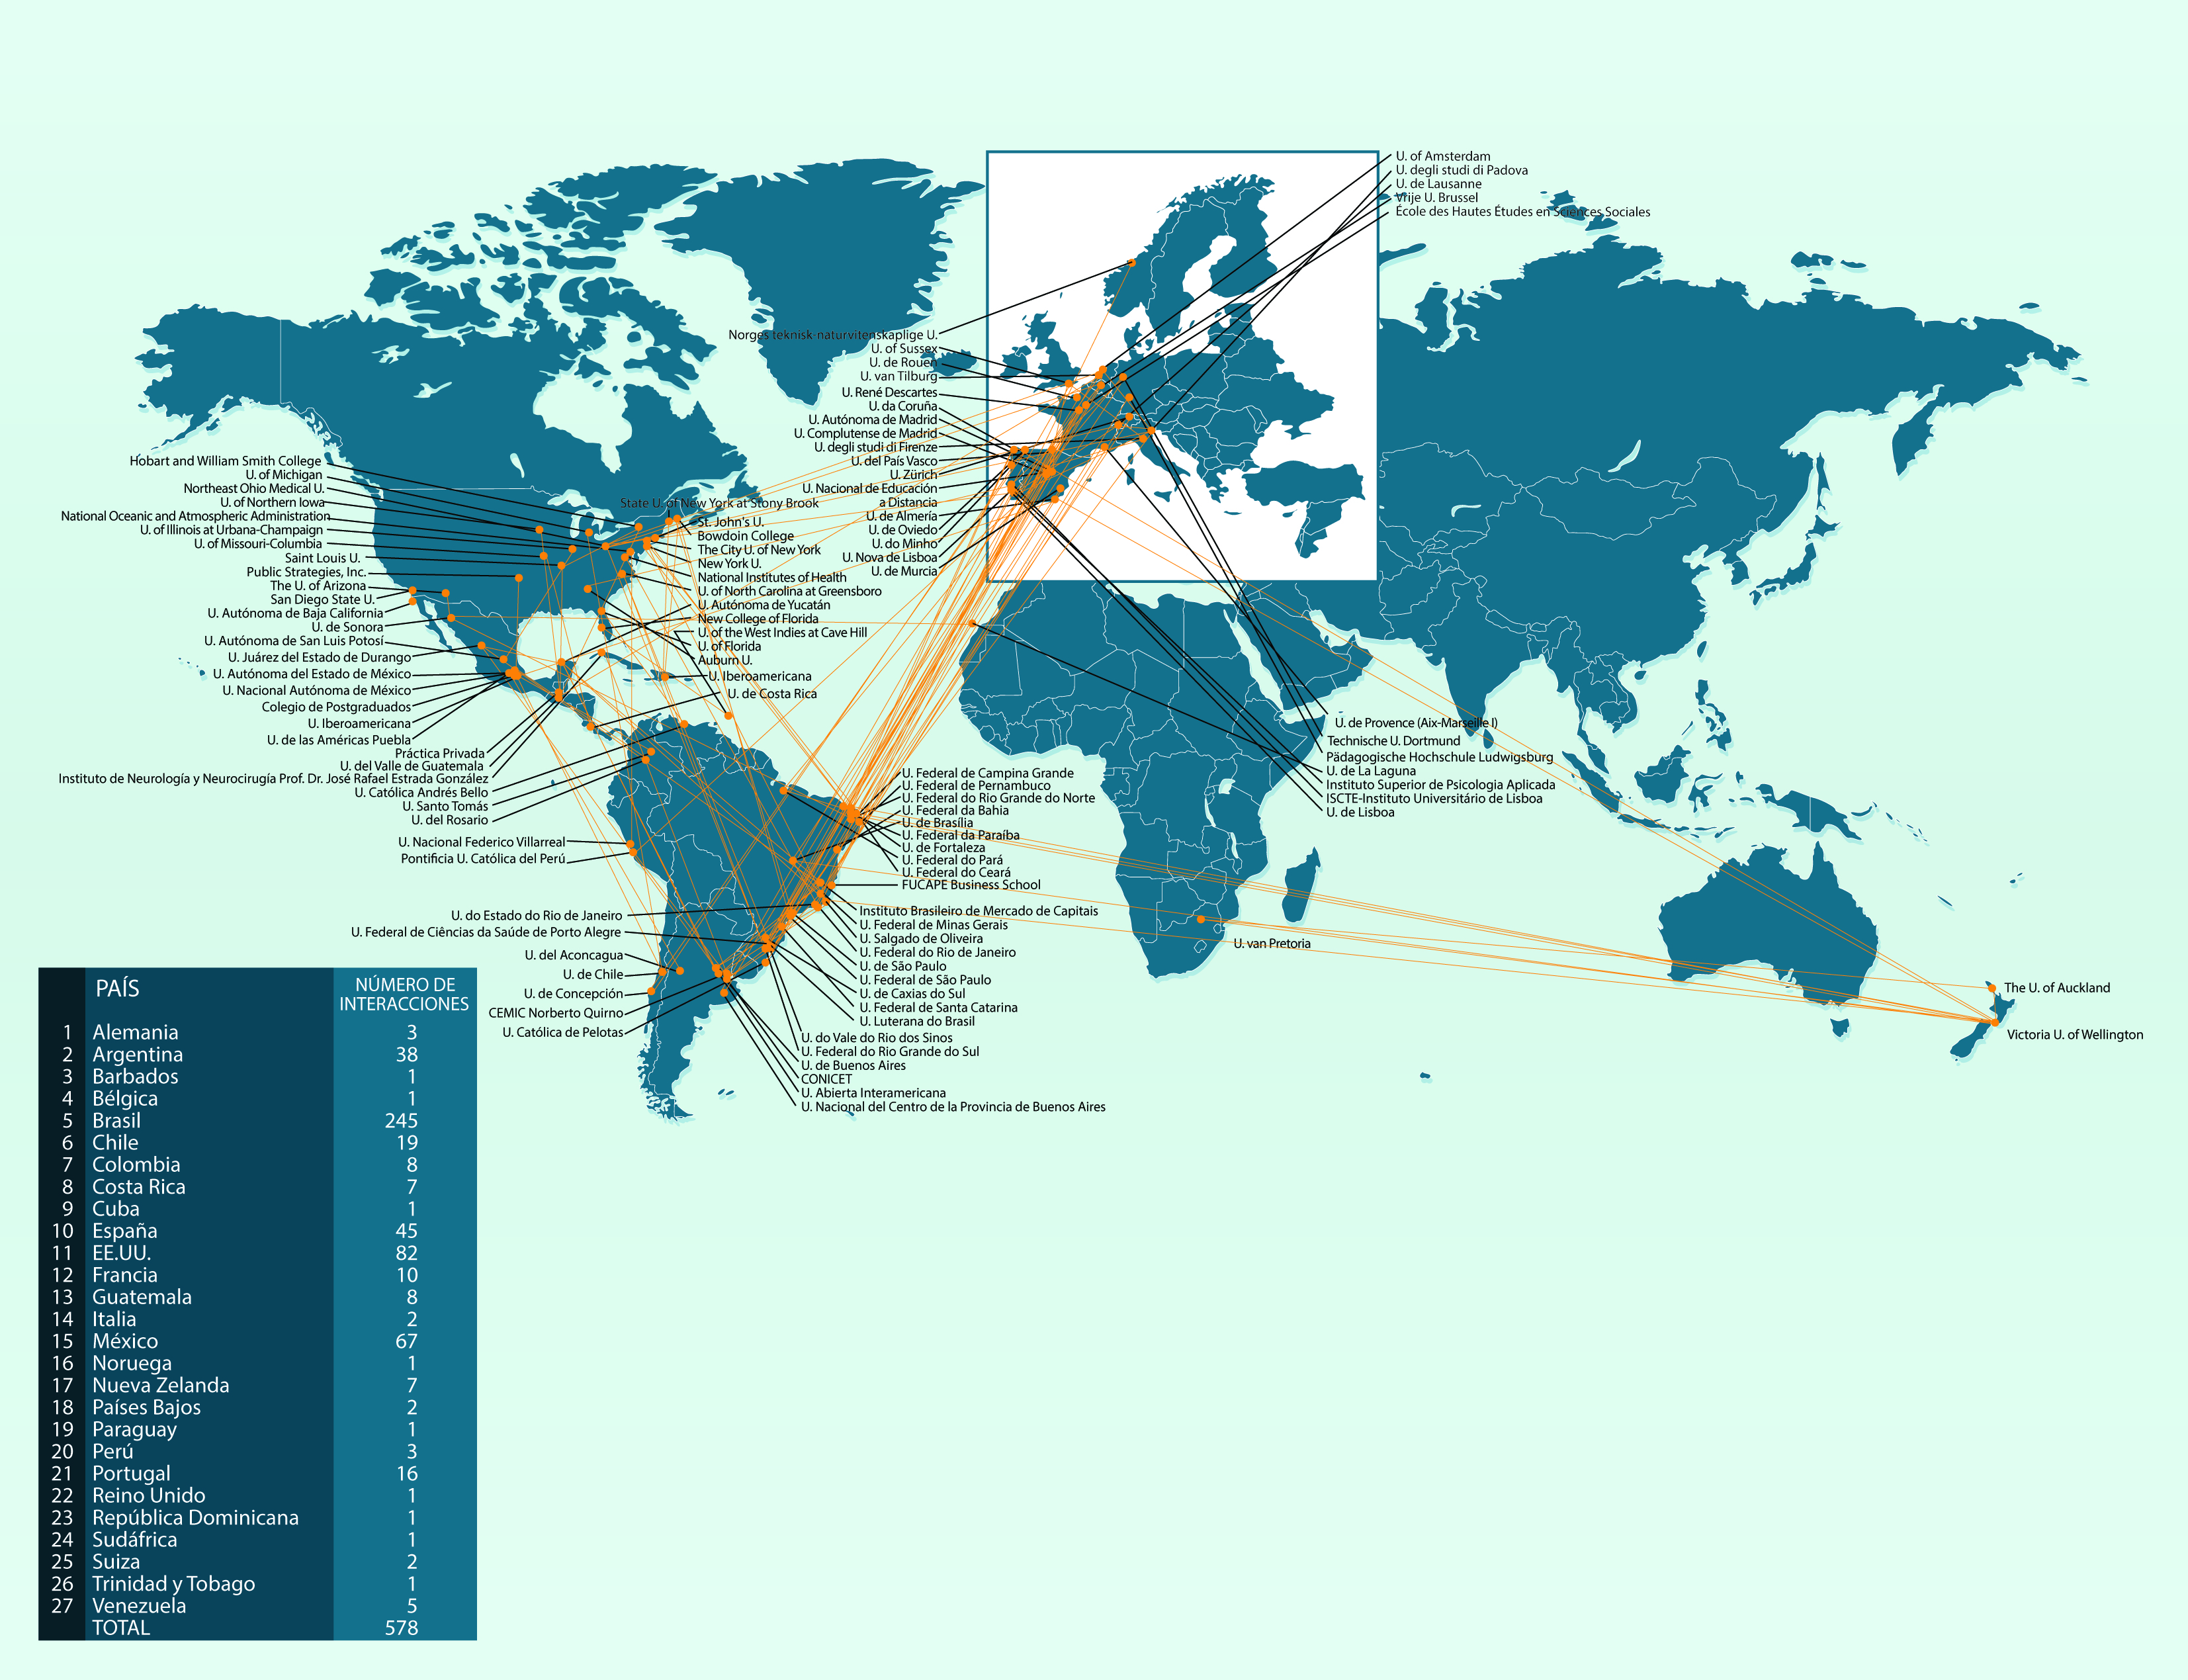 U. of Amsterdam
U. degli studi di Padova
U. de Lausanne
Vrije U. Brussel
École des Hautes Études en Sciences Sociales
Norges teknisk-naturvitenskaplige U.
U. of Sussex
U. de Rouen
U. van Tilburg
U. René Descartes
U. da Coruña
U. Autónoma de Madrid
U. Complutense de Madrid
U. degli studi di Firenze
U. del País Vasco
U. Zürich
U. Nacional de Educación
a Distancia
U. de Almería
U. de Oviedo
U. do Minho
U. Nova de Lisboa
U. de Murcia
Hobart and William Smith College
U. of Michigan
Northeast Ohio Medical U.
U. of Northern Iowa
National Oceanic and Atmospheric Administration
U. of Illinois at Urbana-Champaign
U. of Missouri-Columbia
Saint Louis U.
Public Strategies, Inc.
The U. of Arizona
San Diego State U.
U. Autónoma de Baja California
U. de Sonora
U. Autónoma de San Luis Potosí
U. Juárez del Estado de Durango
U. Autónoma del Estado de México
U. Nacional Autónoma de México
Colegio de Postgraduados
U. Iberoamericana
U. de las Américas Puebla
Práctica Privada
U. del Valle de Guatemala
Instituto de Neurología y Neurocirugía Prof. Dr. José Rafael Estrada González
U. Católica Andrés Bello
U. Santo Tomás
U. del Rosario
U. Nacional Federico Villarreal
Pontificia U. Católica del Perú
U. do Estado do Rio de Janeiro
U. Federal de Ciências da Saúde de Porto Alegre
U. del Aconcagua
U. de Chile
U. de Concepción
CEMIC Norberto Quirno
U. Católica de Pelotas
State U. of New York at Stony Brook
St. John's U.
Bowdoin College
The City U. of New York
New York U.
National Institutes of Health
U. of North Carolina at Greensboro
U. Autónoma de Yucatán
New College of Florida
U. of the West Indies at Cave Hill
U. of Florida
Auburn U.
U. Iberoamericana
U. de Costa Rica
U. Federal de Campina Grande
U. Federal de Pernambuco
U. Federal do Rio Grande do Norte
U. Federal da Bahia
U. de Brasília
U. Federal da Paraíba
U. de Fortaleza
U. Federal do Pará
U. Federal do Ceará
FUCAPE Business School
Instituto Brasileiro de Mercado de Capitais
U. Federal de Minas Gerais
U. Salgado de Oliveira
U. Federal do Rio de Janeiro
U. de São Paulo
U. Federal de São Paulo
U. de Caxias do Sul
U. Federal de Santa Catarina
U. Luterana do Brasil
U. do Vale do Rio dos Sinos
U. Federal do Rio Grande do Sul
U. de Buenos Aires
CONICET
U. Abierta Interamericana
U. Nacional del Centro de la Provincia de Buenos Aires
U. de Provence (Aix-Marseille I)
Technische U. Dortmund
Pädagogische Hochschule Ludwigsburg
U. de La Laguna
Instituto Superior de Psicologia Aplicada
ISCTE-Instituto Universitário de Lisboa
U. de Lisboa
U. van Pretoria
The U. of Auckland
Victoria U. of Wellington
PAÍS NÚMERO DE INTERACCIONES
1 Alemania 3
2 Argentina 38
3 Barbados 1
4 Bélgica 1
5 Brasil 245
6 Chile 19
7 Colombia 8
8 Costa Rica 7
9 Cuba 1
10 España 45
11 EE.UU. 82
12 Francia 10
13 Guatemala 8
14 Italia 2
15 México 67
16 Noruega 1
17 Nueva Zelanda 7
18 Países Bajos 2
19 Paraguay 1
20 Perú 3
21 Portugal 16
22 Reino Unido 1
23 República Dominicana 1
24 Sudáfrica 1
25 Suiza 2
26 Trinidad y Tobago 1
27 Venezuela 5
TOTAL 578